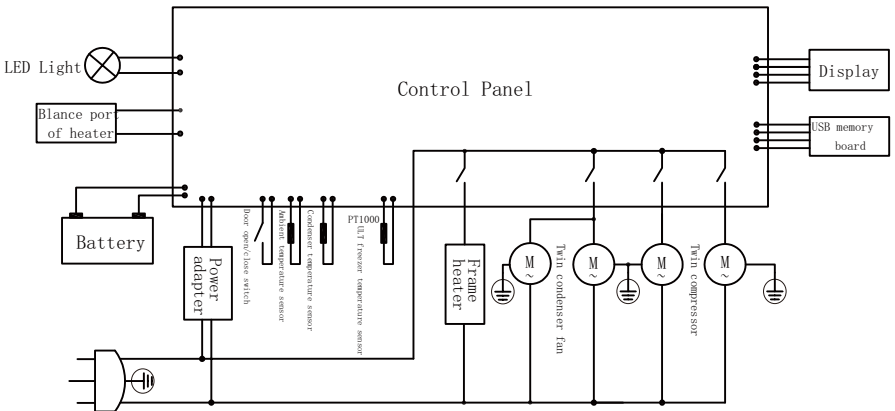 LED Light
Control Panel
Display
Blance port
of heater
USB memory
board
Battery
Power
adapter
Door open/close switch
Ambient temperature sensor
Condenser temperature sensor
PT1000
ULT freezer temperature sensor
Frame
heater
M
~
M
~
Twin condenser fan
M
~
Twin compressor
M
~